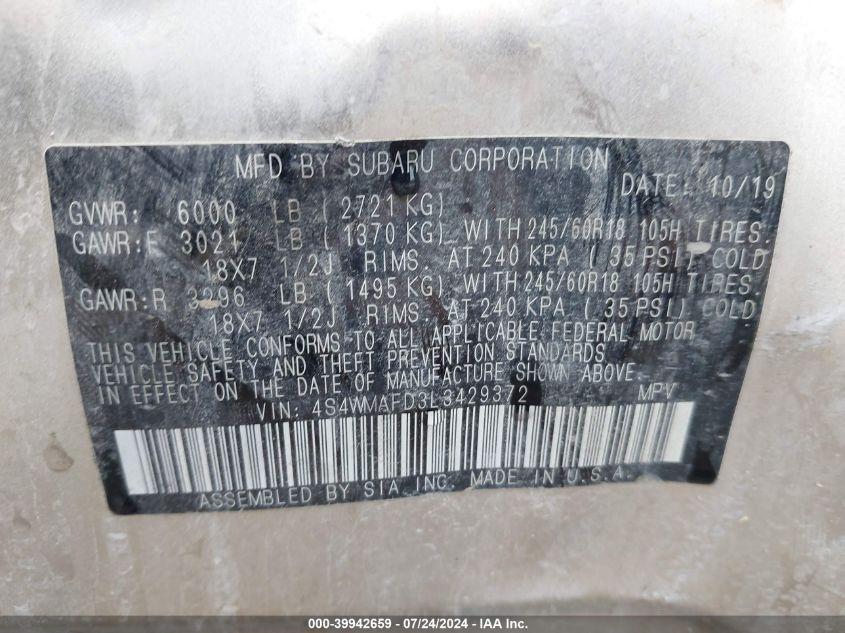 MFD BY SUBARU CORPORATION
DATE: 10/19
GVWR: 6000 LB ( 2721 KG)
GAWR:F 3021 LB ( 1370 KG) WITH 245/60R18 105H TIRES.
18X7 1/2J RIMS. AT 240 KPA ( 35 PSI) COLD
GAWR:R 3296 LB ( 1495 KG) WITH 245/60R18 105H TIRES.
18X7 1/2J RIMS. AT 240 KPA ( 35 PSI) COLD
THIS VEHICLE CONFORMS TO ALL APPLICABLE FEDERAL MOTOR
VEHICLE SAFETY AND THEFT PREVENTION STANDARDS
IN EFFECT ON THE DATE OF MANUFACTURE SHOWN ABOVE.
VIN: 4S4WMAFD3L3429372 MPV
ASSEMBLED BY SIA INC. MADE IN U.S.A.
000-39942659 - 07/24/2024 - IAA Inc.